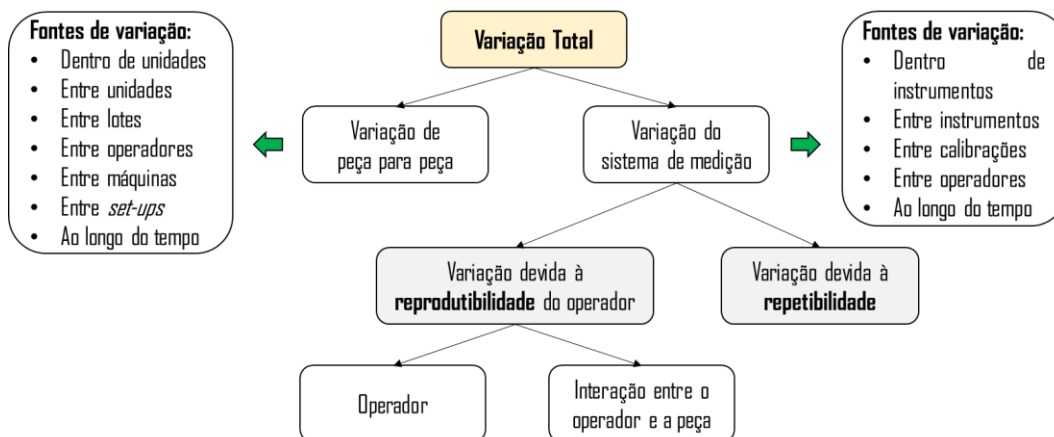 Fontes de variação:
• Dentro de unidades
• Entre unidades
• Entre lotes
• Entre operadores
• Entre máquinas
• Entre set-ups
• Ao longo do tempo
Variação Total
Fontes de variação:
• Dentro de
instrumentos
• Entre instrumentos
• Entre calibrações
• Entre operadores
• Ao longo do tempo
Variação de
peça para peça
Variação do
sistema de medição
Variação devida à
reprodutibilidade do operador
Variação devida à
repetibilidade
Operador
Interação entre o
operador e a peça